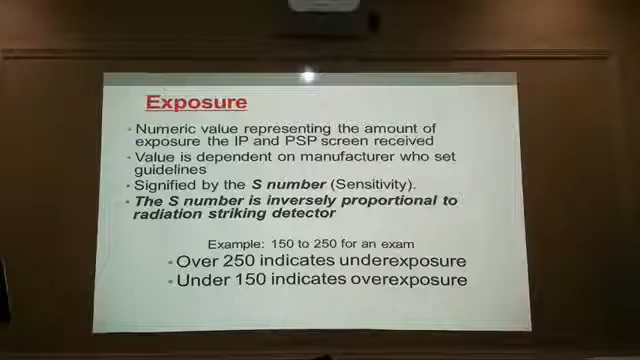 Exposure
• Numeric value representing the amount of
exposure the IP and PSP screen received
• Value is dependent on manufacturer who set
guidelines
• Signified by the S number (Sensitivity).
• The S number is inversely proportional to
radiation striking detector
Example: 150 to 250 for an exam
• Over 250 indicates underexposure
• Under 150 indicates overexposure